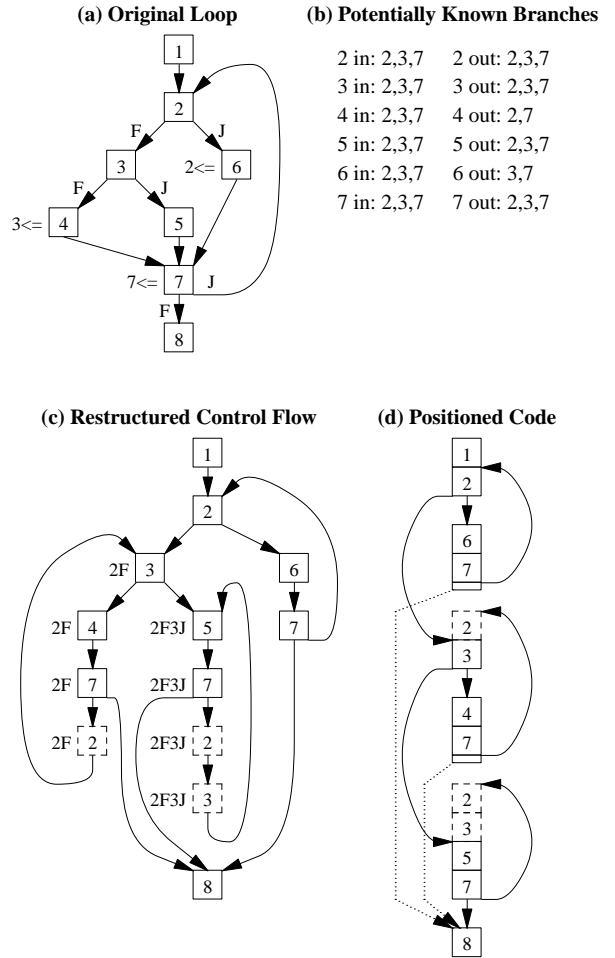 (a) Original Loop
1
2
F J
3
2<= 6
F J
3<= 4
5
7<= 7 J
F
8
(b) Potentially Known Branches
2 in: 2,3,7 2 out: 2,3,7
3 in: 2,3,7 3 out: 2,3,7
4 in: 2,3,7 4 out: 2,7
5 in: 2,3,7 5 out: 2,3,7
6 in: 2,3,7 6 out: 3,7
7 in: 2,3,7 7 out: 2,3,7
(c) Restructured Control Flow
1
2
2F 3
6
2F 4
2F3J 5
7
2F 7
2F3J 7
2F 2
2F3J 2
2F3J 3
8
(d) Positioned Code
1
2
6
7
2
3
4
7
2
3
5
7
8